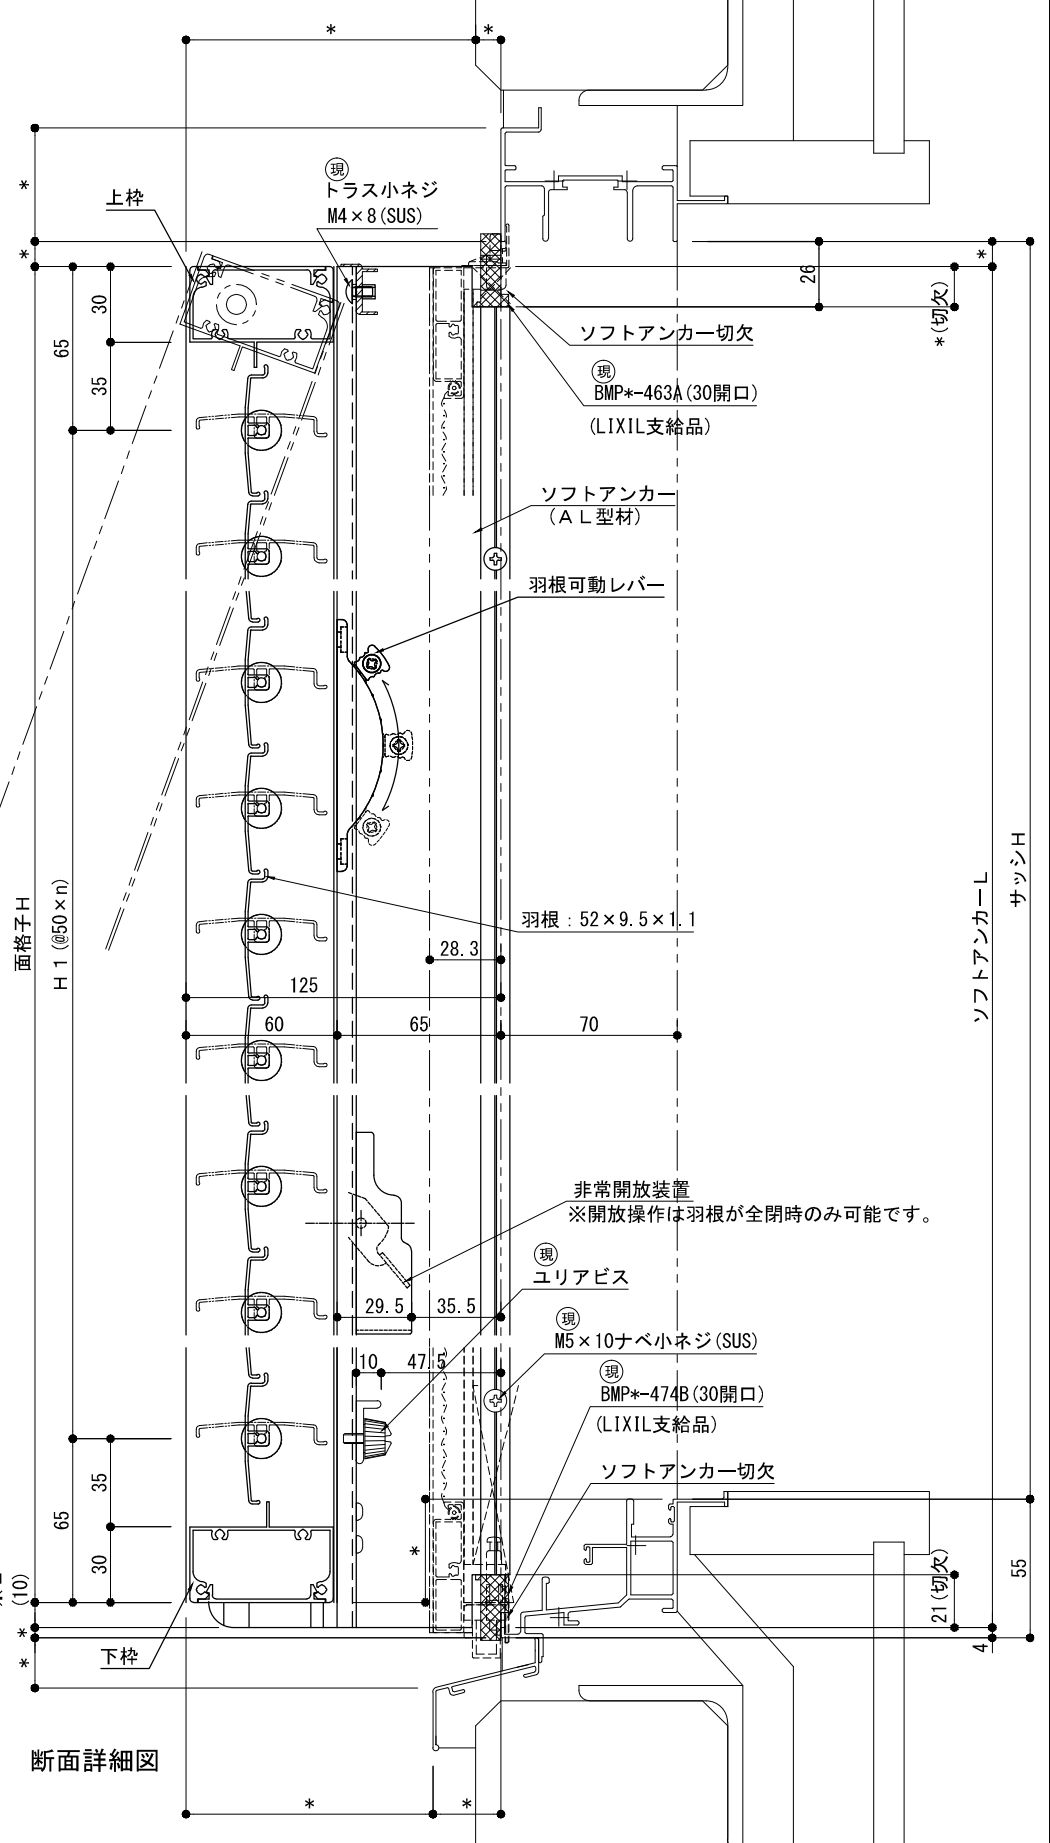 *
*
*
*
上枠
現
トラス小ネジ
M4×8(SUS)
30
65
35
26
*
*(切欠)
ソフトアンカー切欠
現
BMP*-463A(30開口)
(LIXIL支給品)
ソフトアンカー
(AL型材)
羽根可動レバー
羽根：52×9.5×1.1
面格子H
H1(@50×n)
ソフトアンカーL
サッシH
28.3
125
60
65
70
非常開放装置
※開放操作は羽根が全閉時のみ可能です。
現
ユリアビス
29.5
35.5
現
M5×10ナベ小ネジ(SUS)
10
47.5
現
BMP*-474B(30開口)
(LIXIL支給品)
ソフトアンカー切欠
35
65
30
*
(10)
21(切欠)
55
4
*
*
下枠
断面詳細図
*
*